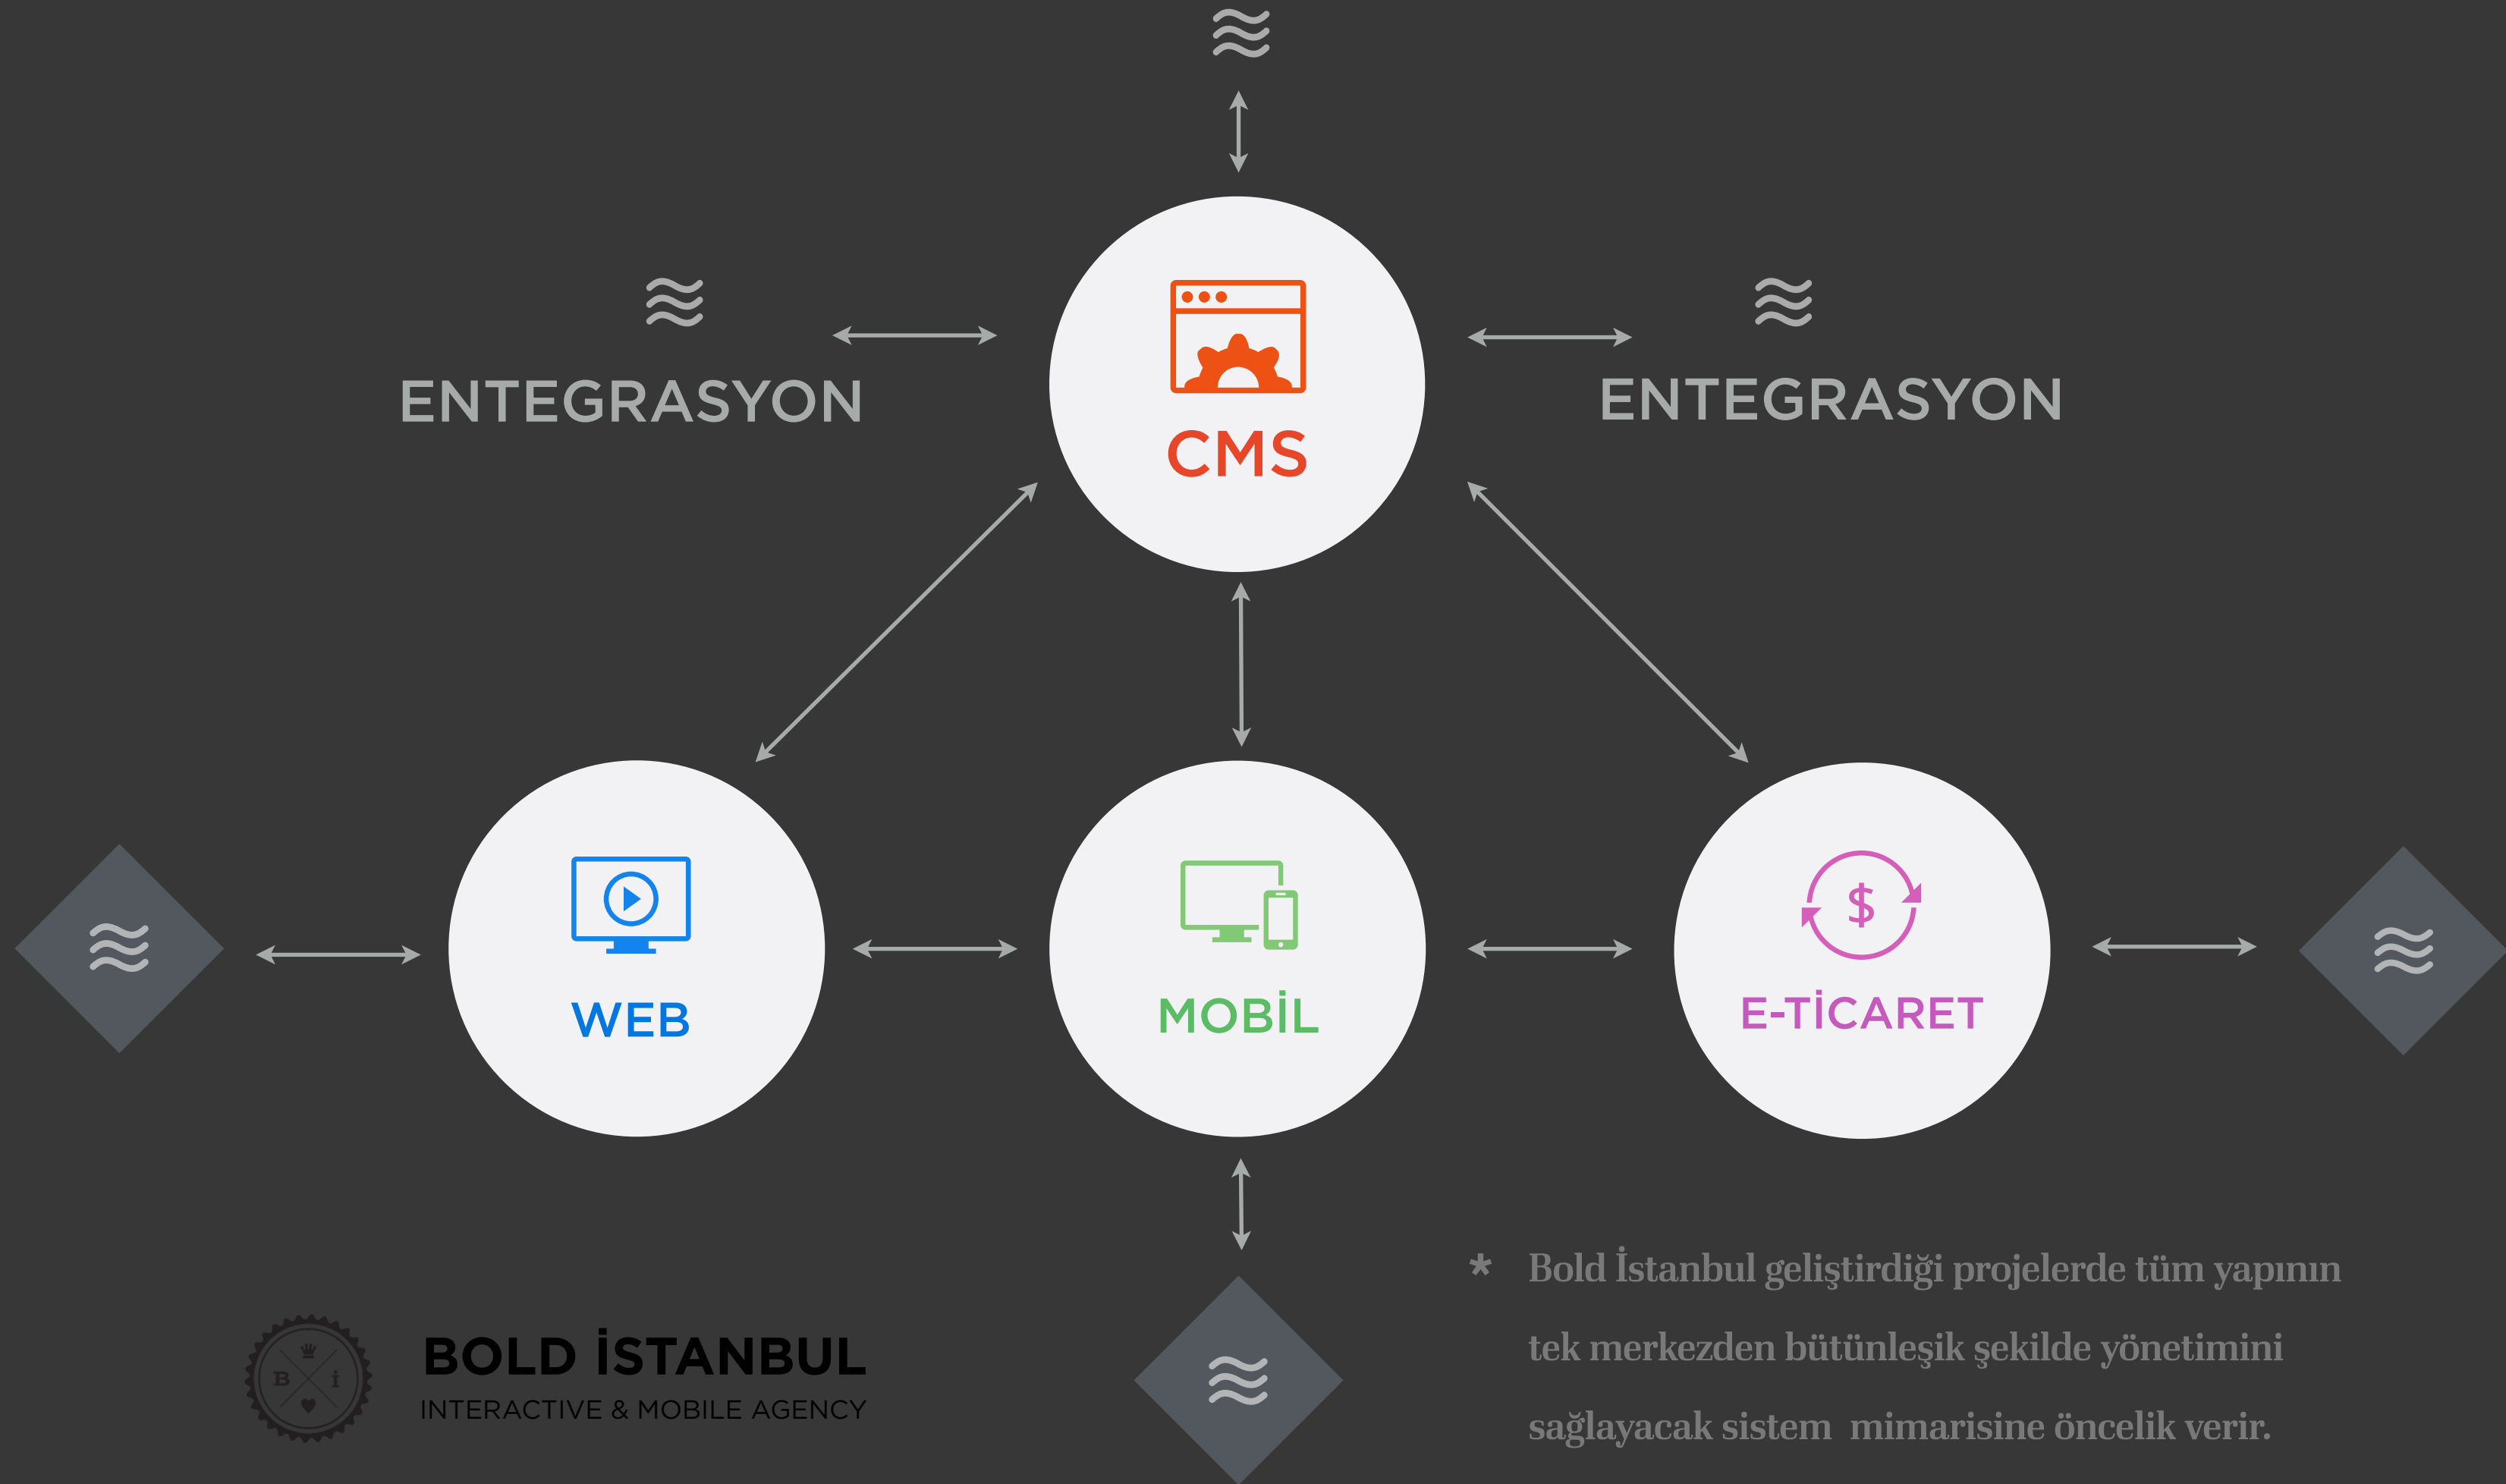 ENTEGRASYON
ENTEGRASYON
CMS
WEB
MOBİL
$
E-TİCARET
* Bold İstanbul geliştirdiği projelerde tüm yapının
tek merkezden bütünleşik şekilde yönetimini
sağlayacak sistem mimarisine öncelik verir.
B İ
BOLD İSTANBUL
INTERACTIVE & MOBILE AGENCY